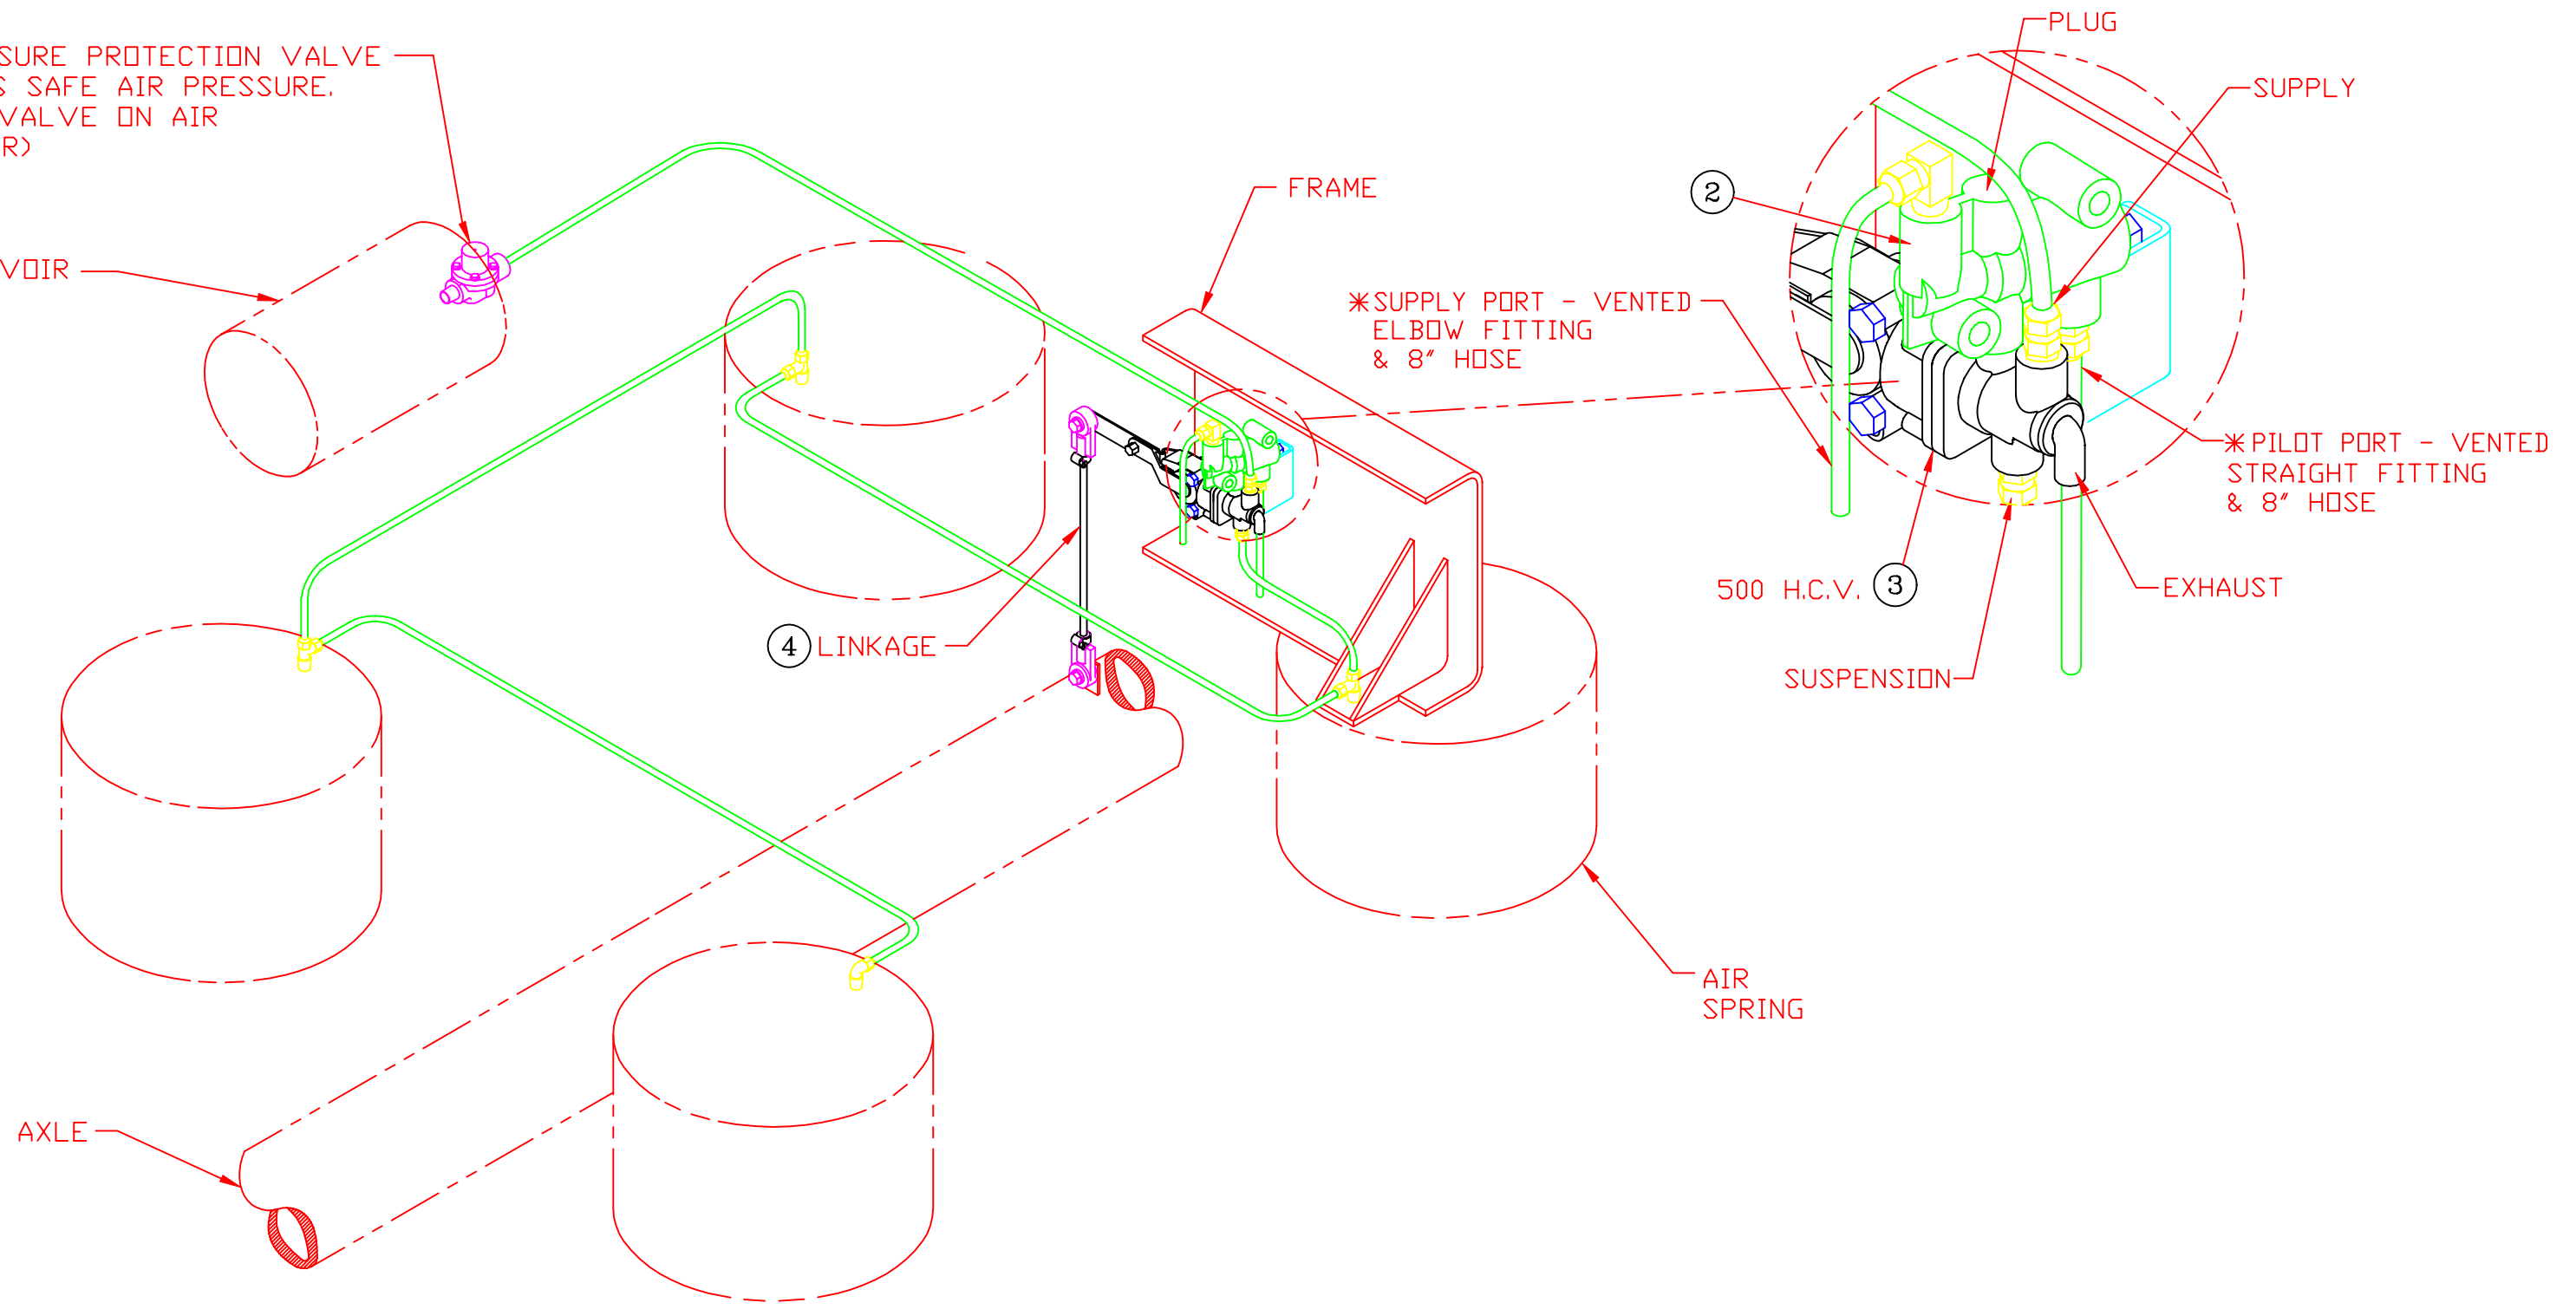 SURE PROTECTION VALVE
S SAFE AIR PRESSURE.
VALVE ON AIR
R)
VOIR
FRAME
PLUG
SUPPLY
2
*SUPPLY PORT - VENTED
ELBOW FITTING
& 8" HOSE
*PILOT PORT - VENTED
STRAIGHT FITTING
& 8" HOSE
500 H.C.V. 3
EXHAUST
4 LINKAGE
SUSPENSION
AIR
SPRING
AXLE